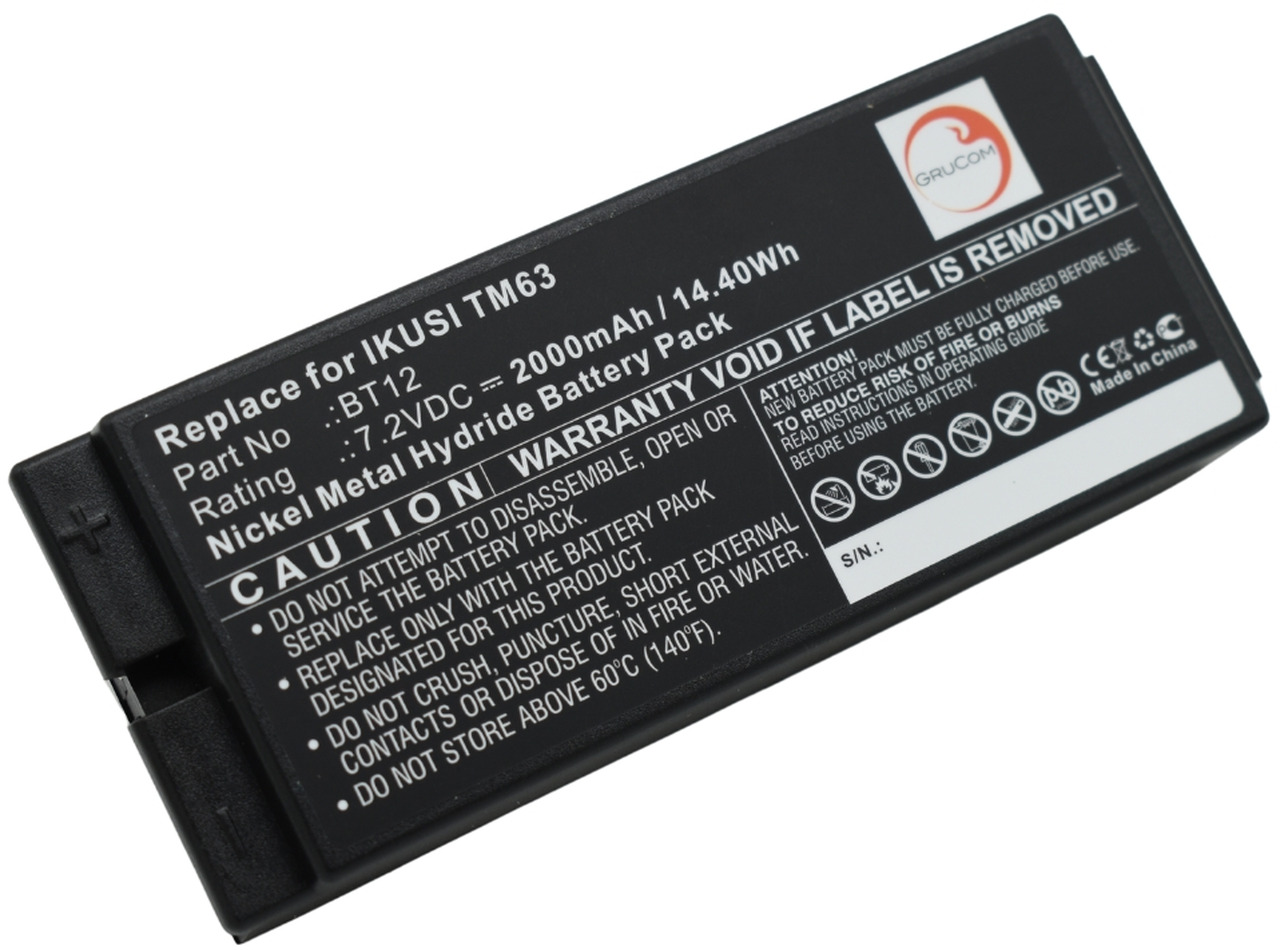 GRUCOM
Replace for IKUSI TM63
Part No .:BT12
Rating .:7.2VDC ⎓ 2000mAh / 14.40Wh
Nickel Metal Hydride Battery Pack
CAUTION WARRANTY VOID IF LABEL IS REMOVED
• DO NOT ATTEMPT TO DISASSEMBLE, OPEN OR
SERVICE THE BATTERY PACK.
• REPLACE ONLY WITH THE BATTERY PACK
DESIGNATED FOR THIS PRODUCT.
• DO NOT CRUSH, PUNCTURE, SHORT EXTERNAL
CONTACTS OR DISPOSE OF IN FIRE OR WATER.
• DO NOT STORE ABOVE 60°C (140°F).
ATTENTION!
NEW BATTERY PACK MUST BE FULLY CHARGED BEFORE USE.
TO REDUCE RISK OF FIRE OR BURNS
READ INSTRUCTIONS IN OPERATING GUIDE
BEFORE USING THIS BATTERY.
CE
Made in China
S/N.:
+
-